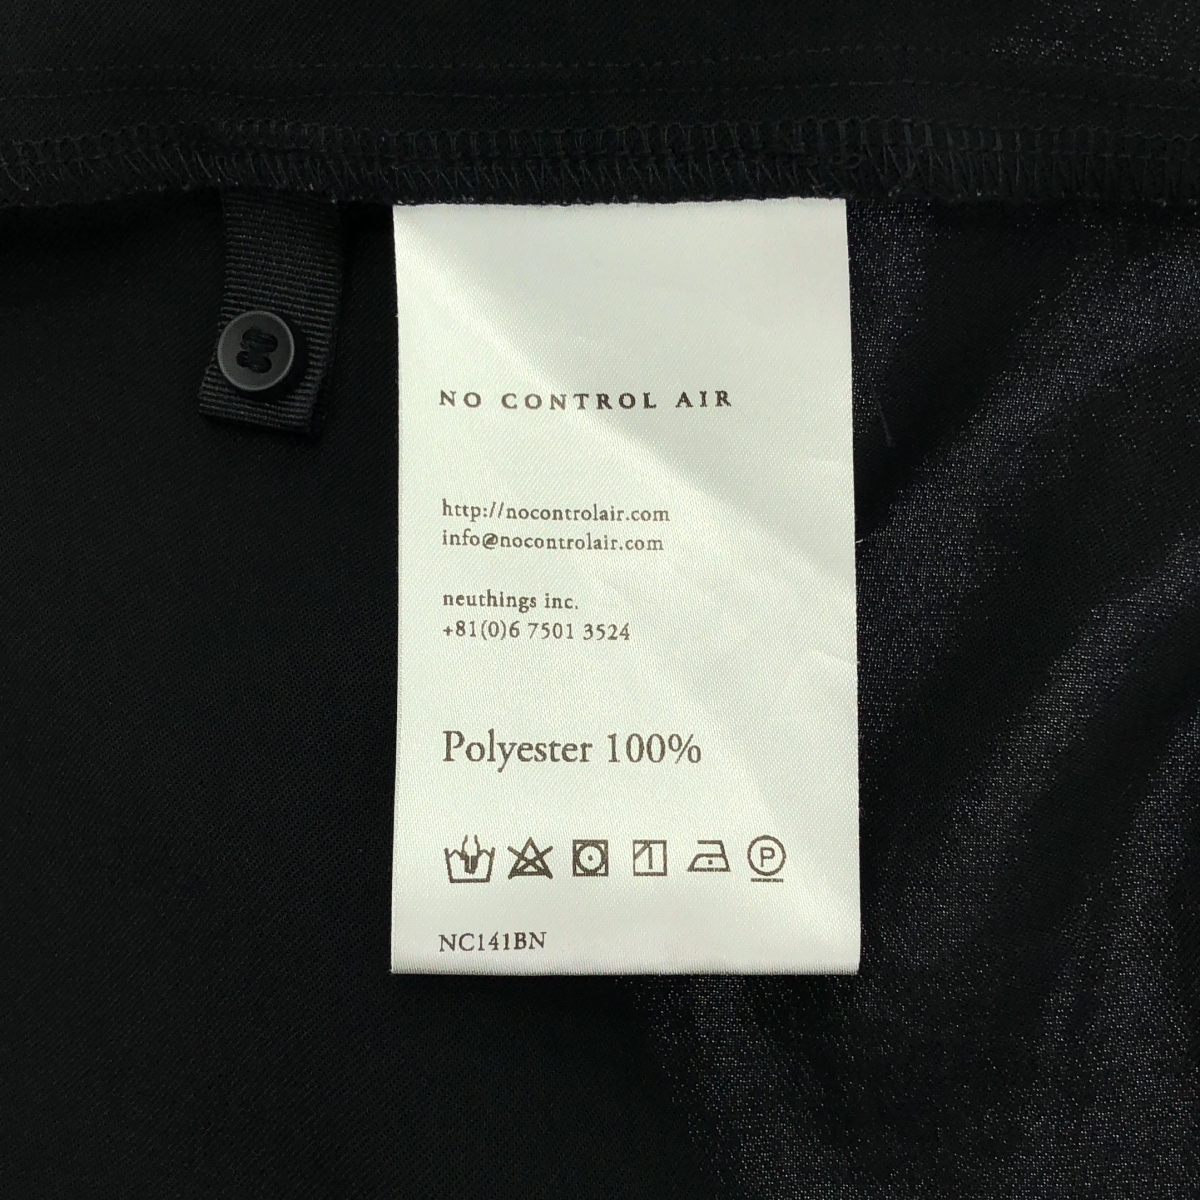 NO CONTROL AIR
http://nocontrolair.com
info@nocontrolair.com
neuthings inc.
+81(0)6 7501 3524
Polyester 100%
P
NC141BN